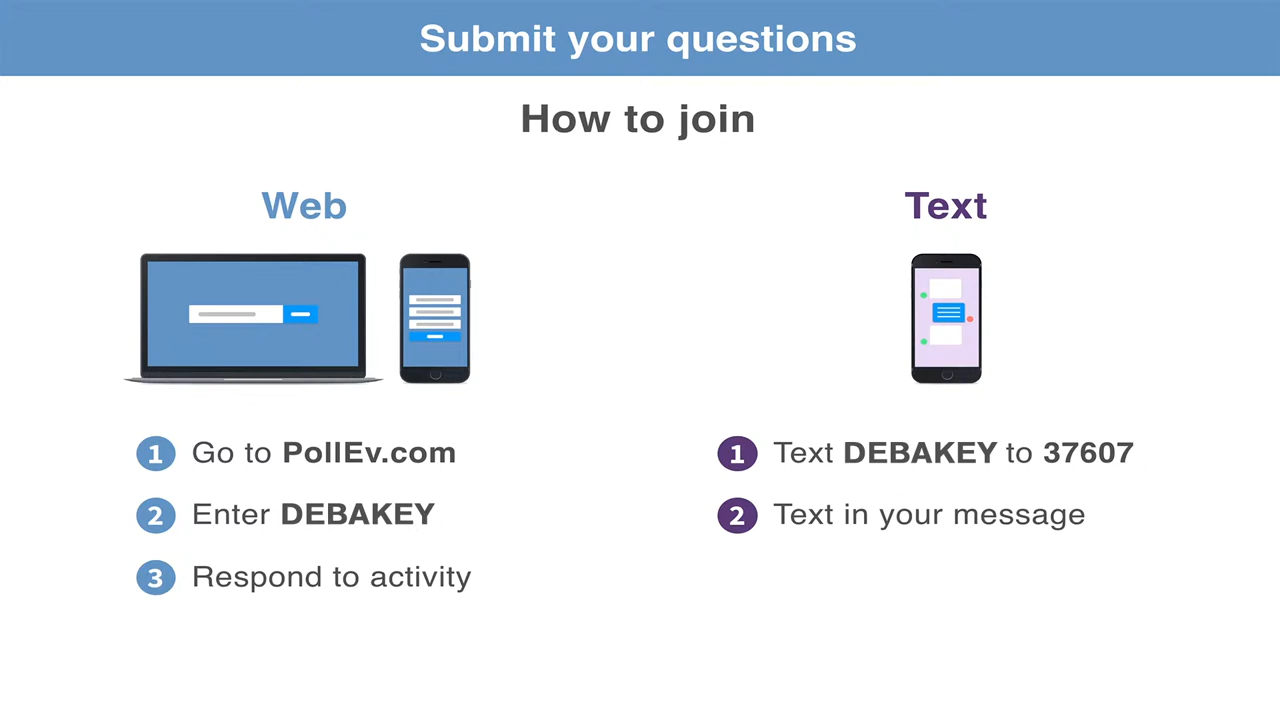 Submit your questions
How to join
Web
1 Go to PollEv.com
2 Enter DEBAKEY
3 Respond to activity
Text
1 Text DEBAKEY to 37607
2 Text in your message